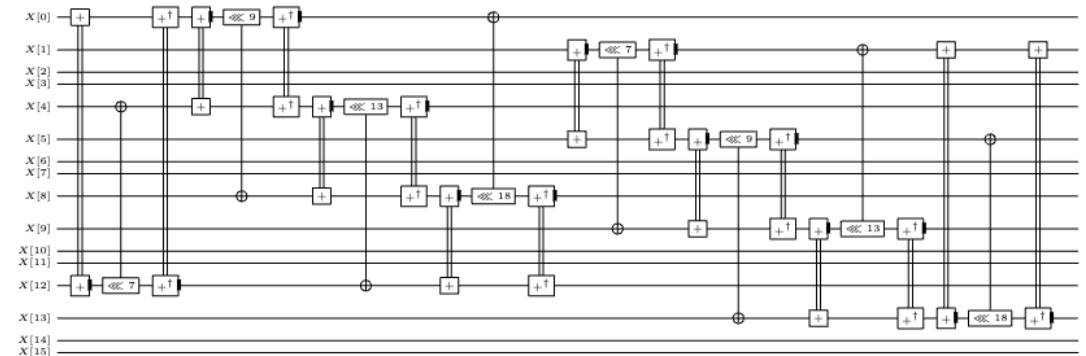 X[0] + +† + ⋘ 9 +†
X[1] + ⋘ 7 +† + +
X[2]
X[3]
X[4] + +† + ⋘ 13 +†
X[5] + +† + ⋘ 9 +†
X[6]
X[7]
X[8] + +† + ⋘ 18 +†
X[9] + +† + ⋘ 13 +†
X[10]
X[11]
X[12] + ⋘ 7 +† + +†
X[13] + +† + ⋘ 18 +†
X[14]
X[15]